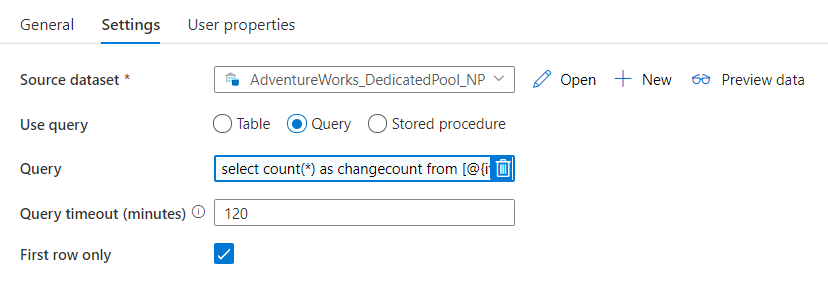 General Settings User properties
Source dataset * AdventureWorks_DedicatedPool_NP Open New Preview data
Use query Table Query Stored procedure
Query select count(*) as changecount from [@{i
Query timeout (minutes) 120
First row only